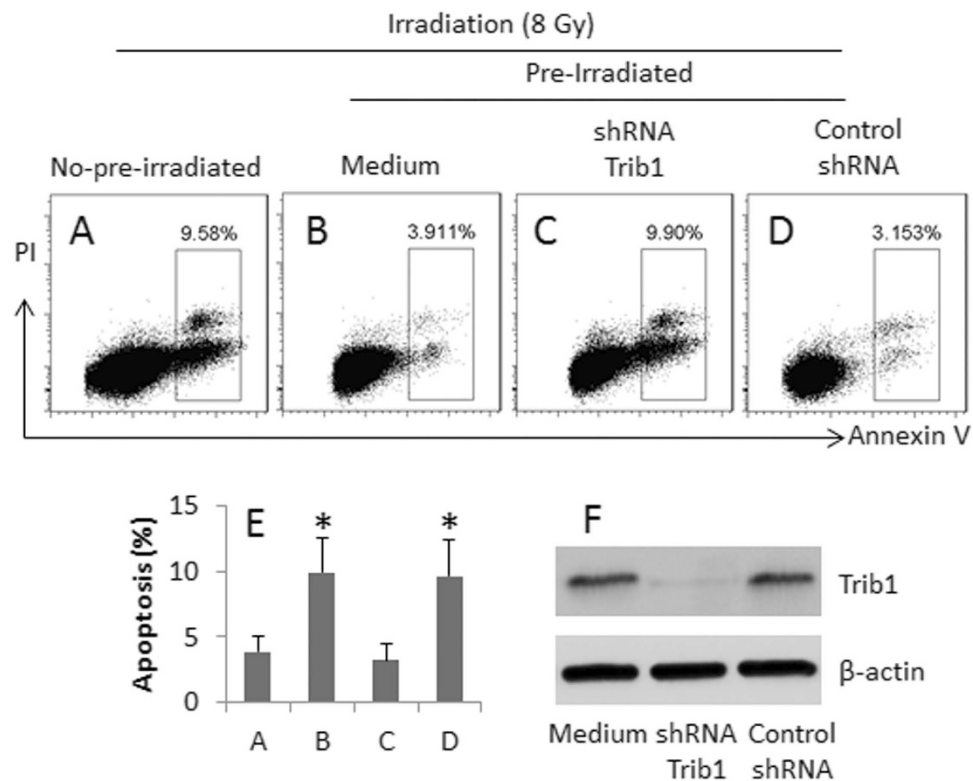 Irradiation (8 Gy)
Pre-Irradiated
No-pre-irradiated
Medium
shRNA
Trib1
Control
shRNA
PI
A
9.58%
B
3.911%
C
9.90%
D
3.153%
Annexin V
E
Apoptosis (%)
15
10
5
0
*
*
A B C D
F
Trib1
β-actin
Medium shRNA Control
Trib1 shRNA